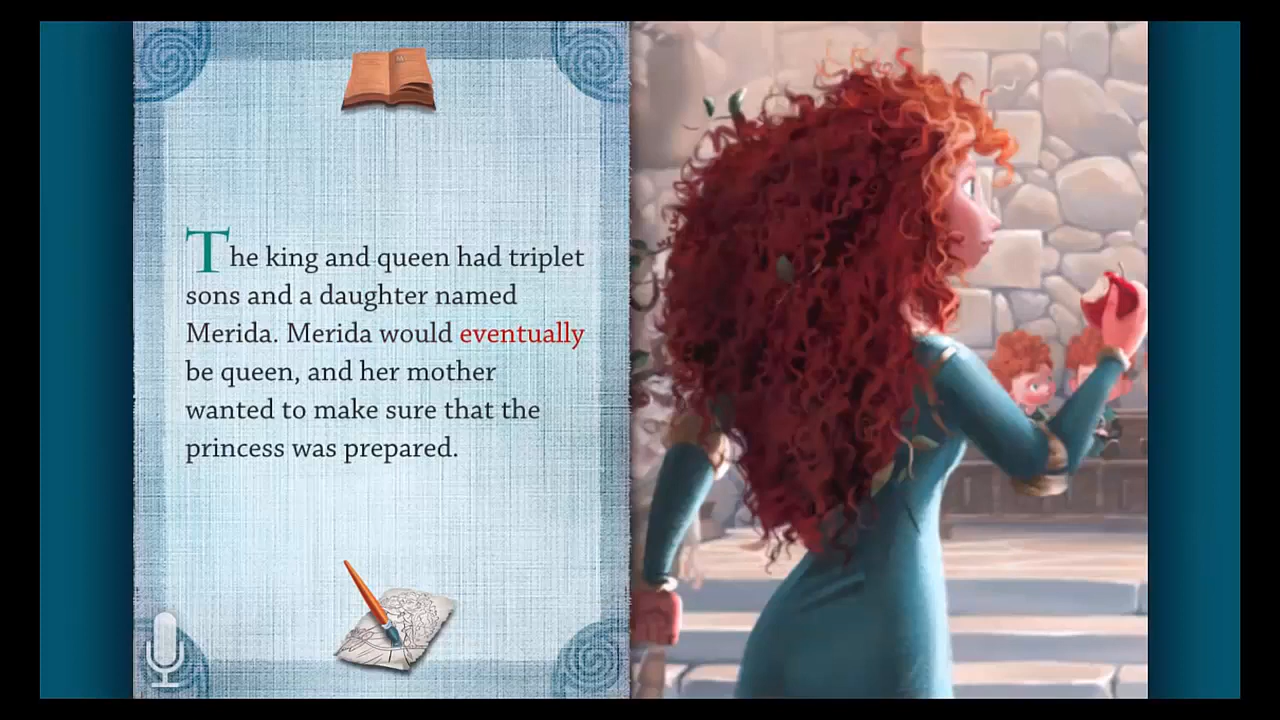 The king and queen had triplet
sons and a daughter named
Merida. Merida would eventually
be queen, and her mother
wanted to make sure that the
princess was prepared.